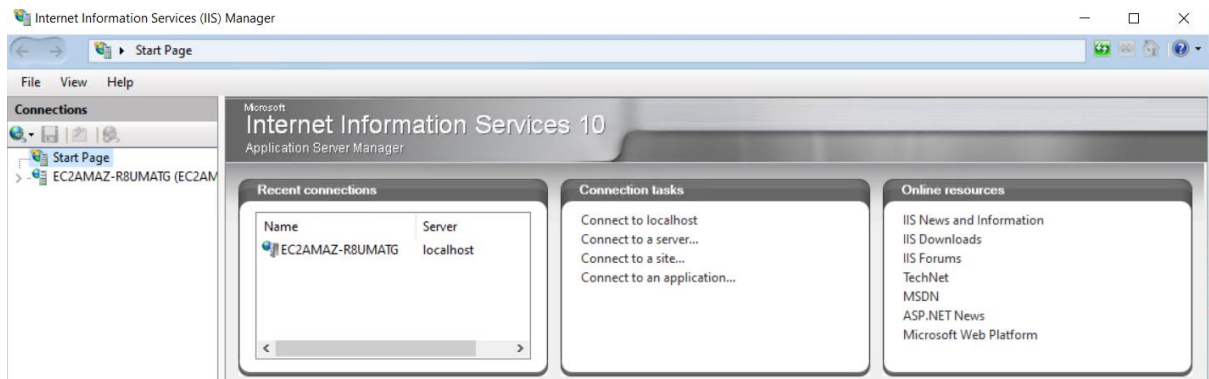 Internet Information Services (IIS) Manager
Start Page
File View Help
Connections
Start Page
EC2AMAZ-R8UMATG (EC2AM
Microsoft
Internet Information Services 10
Application Server Manager
Recent connections
Name Server
EC2AMAZ-R8UMATG localhost
Connection tasks
Connect to localhost
Connect to a server...
Connect to a site...
Connect to an application...
Online resources
IIS News and Information
IIS Downloads
IIS Forums
TechNet
MSDN
ASP.NET News
Microsoft Web Platform